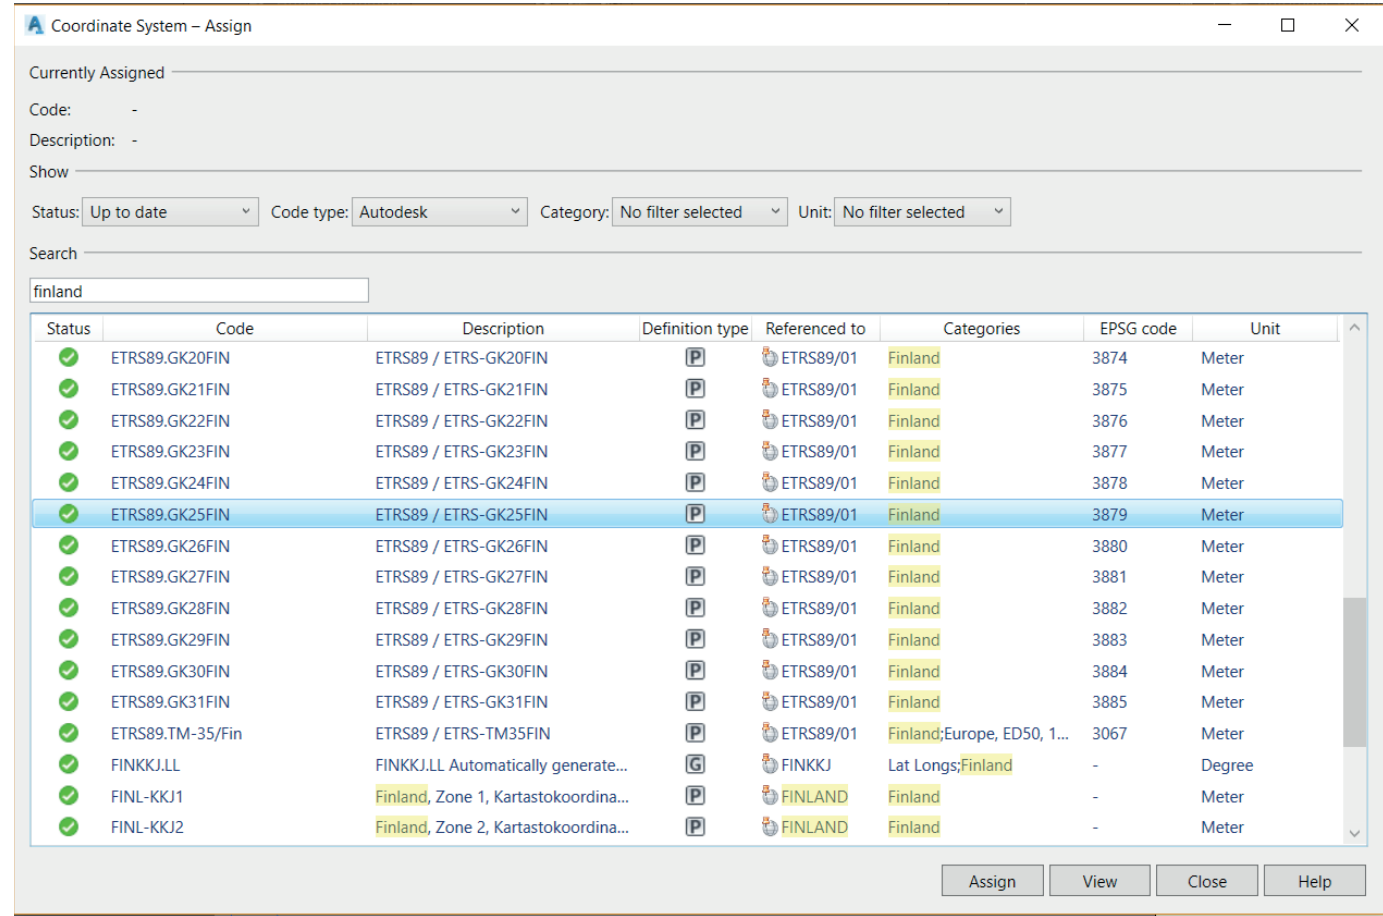 Coordinate System – Assign
Currently Assigned
Code: -
Description: -
Show
Status: Up to date Code type: Autodesk Category: No filter selected Unit: No filter selected
Search
finland
Status Code Description Definition type Referenced to Categories EPSG code Unit
ETRS89.GK20FIN ETRS89 / ETRS-GK20FIN P ETRS89/01 Finland 3874 Meter
ETRS89.GK21FIN ETRS89 / ETRS-GK21FIN P ETRS89/01 Finland 3875 Meter
ETRS89.GK22FIN ETRS89 / ETRS-GK22FIN P ETRS89/01 Finland 3876 Meter
ETRS89.GK23FIN ETRS89 / ETRS-GK23FIN P ETRS89/01 Finland 3877 Meter
ETRS89.GK24FIN ETRS89 / ETRS-GK24FIN P ETRS89/01 Finland 3878 Meter
ETRS89.GK25FIN ETRS89 / ETRS-GK25FIN P ETRS89/01 Finland 3879 Meter
ETRS89.GK26FIN ETRS89 / ETRS-GK26FIN P ETRS89/01 Finland 3880 Meter
ETRS89.GK27FIN ETRS89 / ETRS-GK27FIN P ETRS89/01 Finland 3881 Meter
ETRS89.GK28FIN ETRS89 / ETRS-GK28FIN P ETRS89/01 Finland 3882 Meter
ETRS89.GK29FIN ETRS89 / ETRS-GK29FIN P ETRS89/01 Finland 3883 Meter
ETRS89.GK30FIN ETRS89 / ETRS-GK30FIN P ETRS89/01 Finland 3884 Meter
ETRS89.GK31FIN ETRS89 / ETRS-GK31FIN P ETRS89/01 Finland 3885 Meter
ETRS89.TM-35/Fin ETRS89 / ETRS-TM35FIN P ETRS89/01 Finland;Europe, ED50, 1... 3067 Meter
FINKKJ.LL FINKKJ.LL Automatically generate... G FINKKJ Lat Longs;Finland - Degree
FINL-KKJ1 Finland, Zone 1, Kartastokoordina... P FINLAND Finland - Meter
FINL-KKJ2 Finland, Zone 2, Kartastokoordina... P FINLAND Finland - Meter
Assign View Close Help